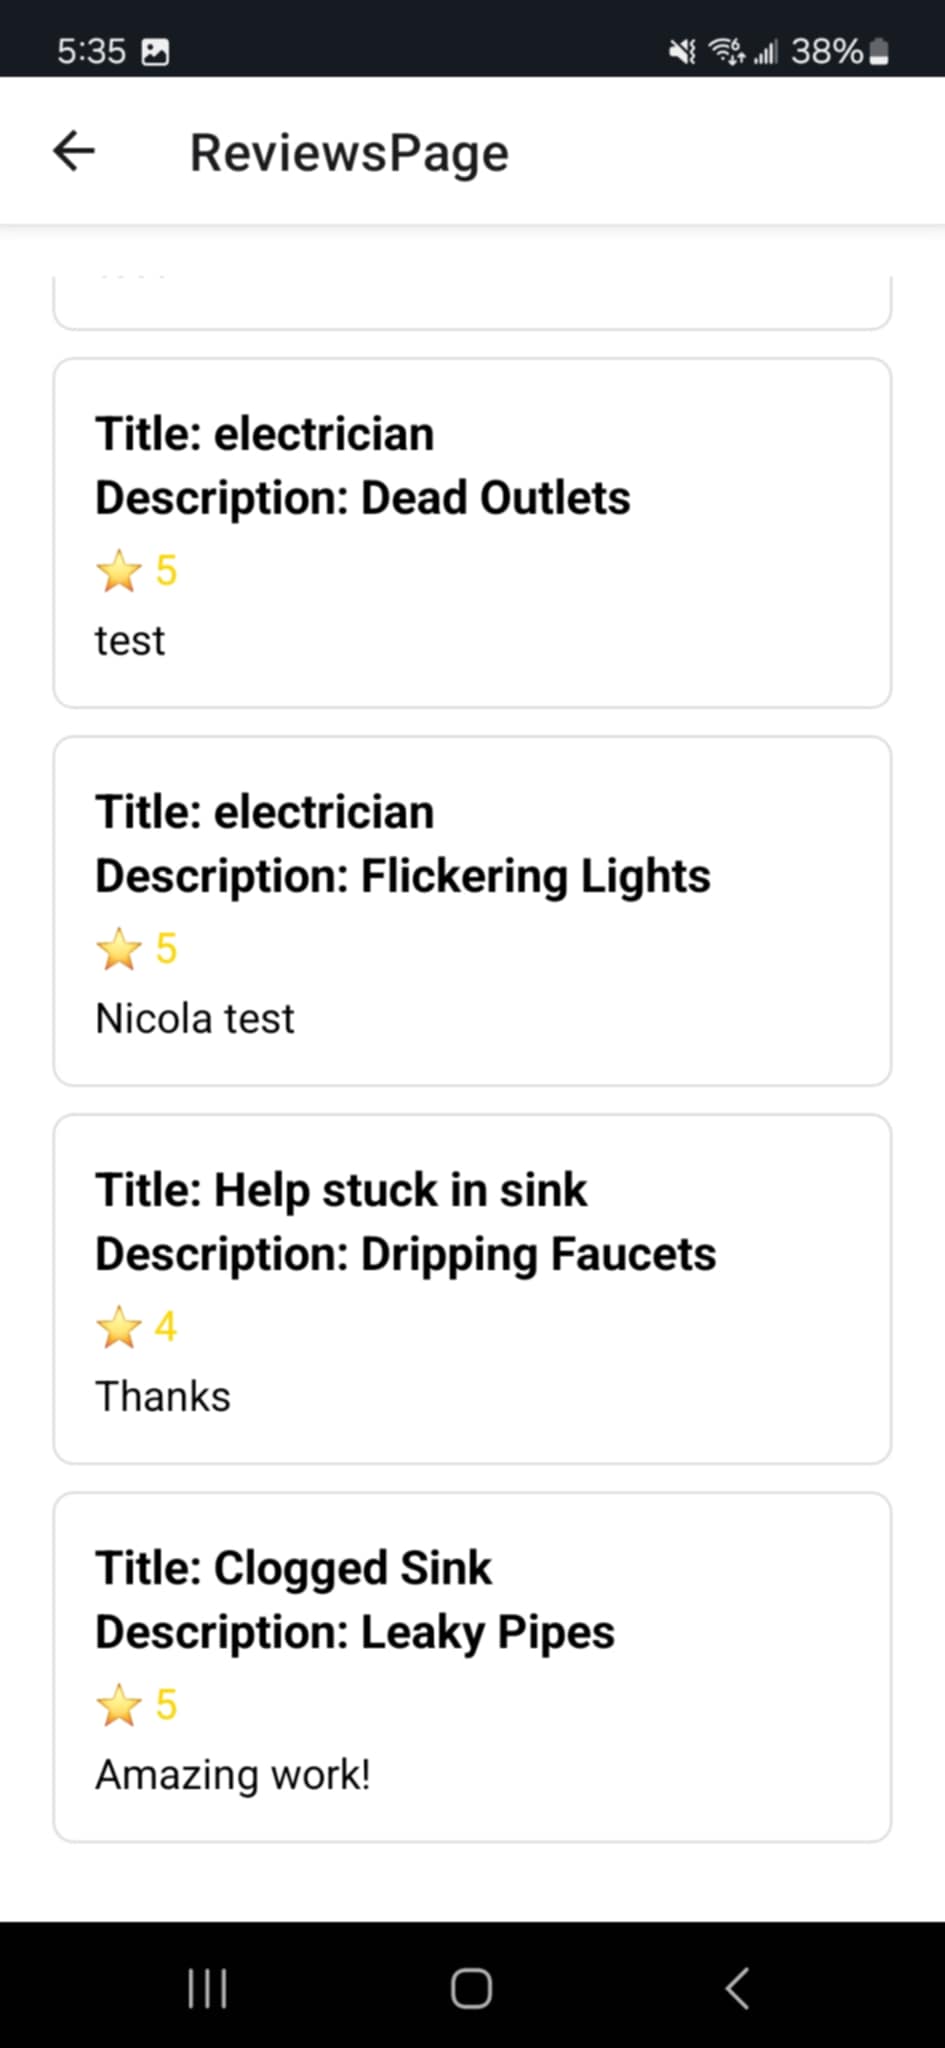 5:35 38%
ReviewsPage
Title: electrician
Description: Dead Outlets
⭐ 5
test
Title: electrician
Description: Flickering Lights
⭐ 5
Nicola test
Title: Help stuck in sink
Description: Dripping Faucets
⭐ 4
Thanks
Title: Clogged Sink
Description: Leaky Pipes
⭐ 5
Amazing work!